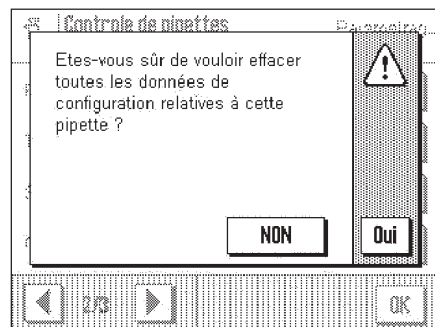 Controle de pipettes
Etes-vous sûr de vouloir effacer
toutes les données de
configuration relatives à cette
pipette ?
NON
Oui
2/3
OK